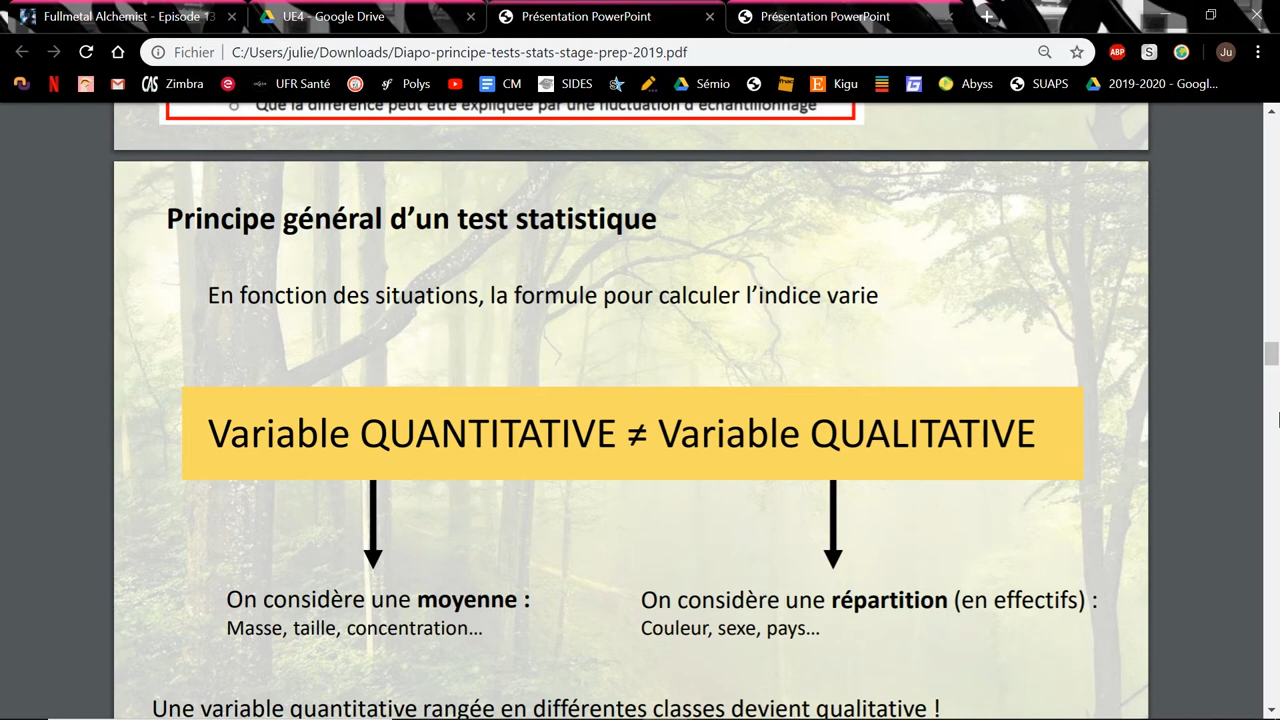 Fullmetal Alchemist - Episode 13
UE4 - Google Drive
Présentation PowerPoint
Présentation PowerPoint
Fichier
C:/Users/julie/Downloads/Diapo-principe-tests-stats-stage-prep-2019.pdf
ABP
S
Ju
N
CAS Zimbra
UFR Santé
Polys
CM
SIDES
Sémio
fnac
E Kigu
Abyss
SUAPS
2019-2020 - Googl...
Que la différence peut être expliquée par une fluctuation d'échantillonnage
Principe général d'un test statistique
En fonction des situations, la formule pour calculer l'indice varie
Variable QUANTITATIVE ≠ Variable QUALITATIVE
On considère une moyenne :
Masse, taille, concentration...
On considère une répartition (en effectifs) :
Couleur, sexe, pays...
Une variable quantitative rangée en différentes classes devient qualitative !